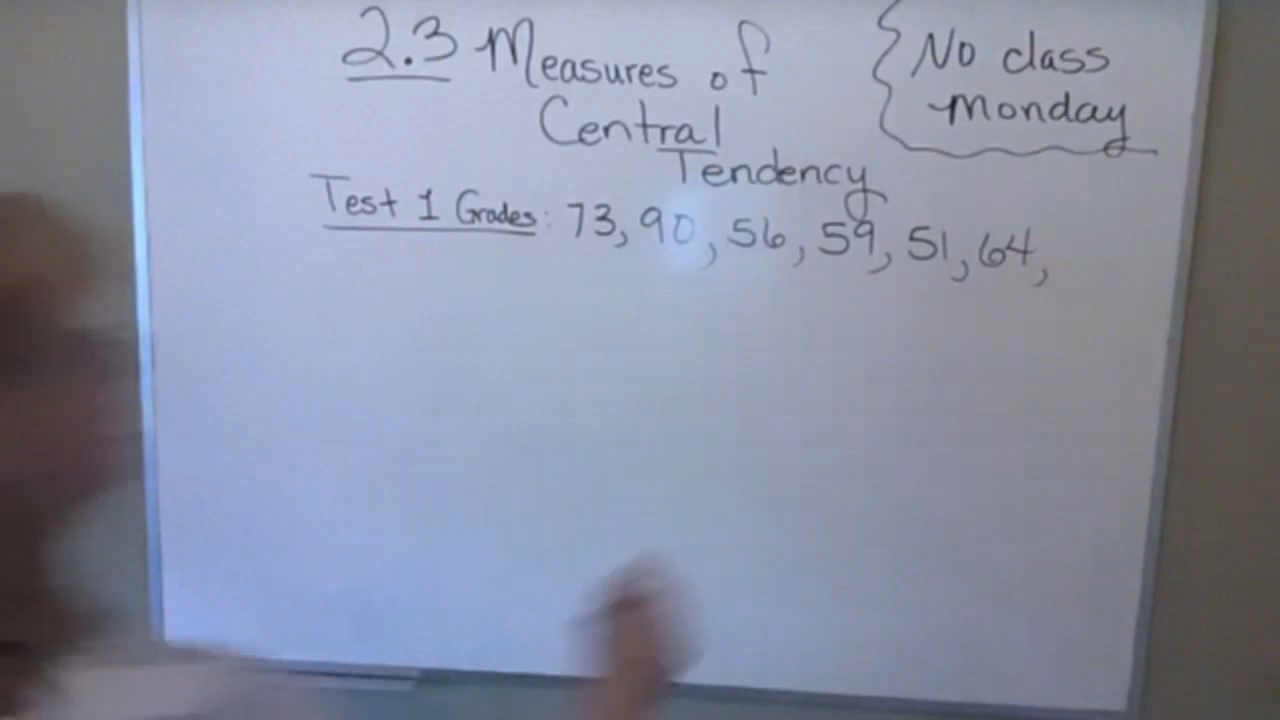 2.3 Measures of
Central
Tendency
No class
Monday
Test 1 Grades: 73, 90, 56, 59, 51, 64,